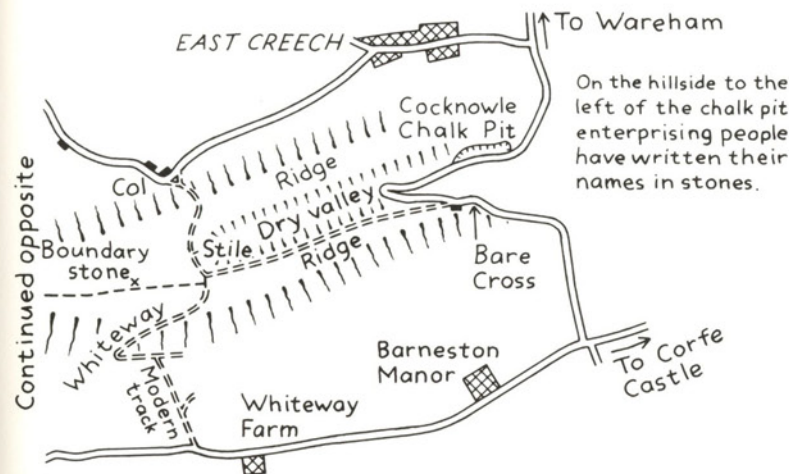 To Wareham
EAST CREECH
On the hillside to the
left of the chalk pit
enterprising people
have written their
names in stones.
Cocknowle
Chalk Pit
Ridge
Col
Dry valley
Continued opposite
Boundary
stone
x
Stile
Ridge
Bare
Cross
Whiteway
Modern
track
Barneston
Manor
To Corfe
Castle
Whiteway
Farm